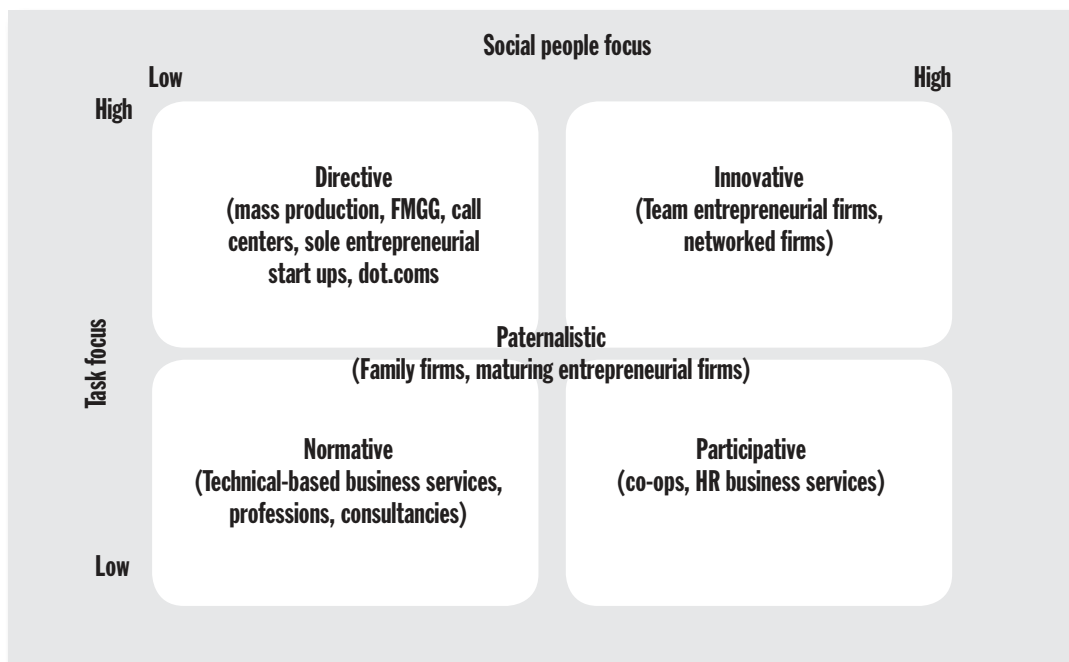 Social people focus
Low
High
High
Directive
(mass production, FMGG, call
centers, sole entrepreneurial
start ups, dot.coms
Innovative
(Team entrepreneurial firms,
networked firms)
Task focus
Paternalistic
(Family firms, maturing entrepreneurial firms)
Normative
(Technical-based business services,
professions, consultancies)
Participative
(co-ops, HR business services)
Low